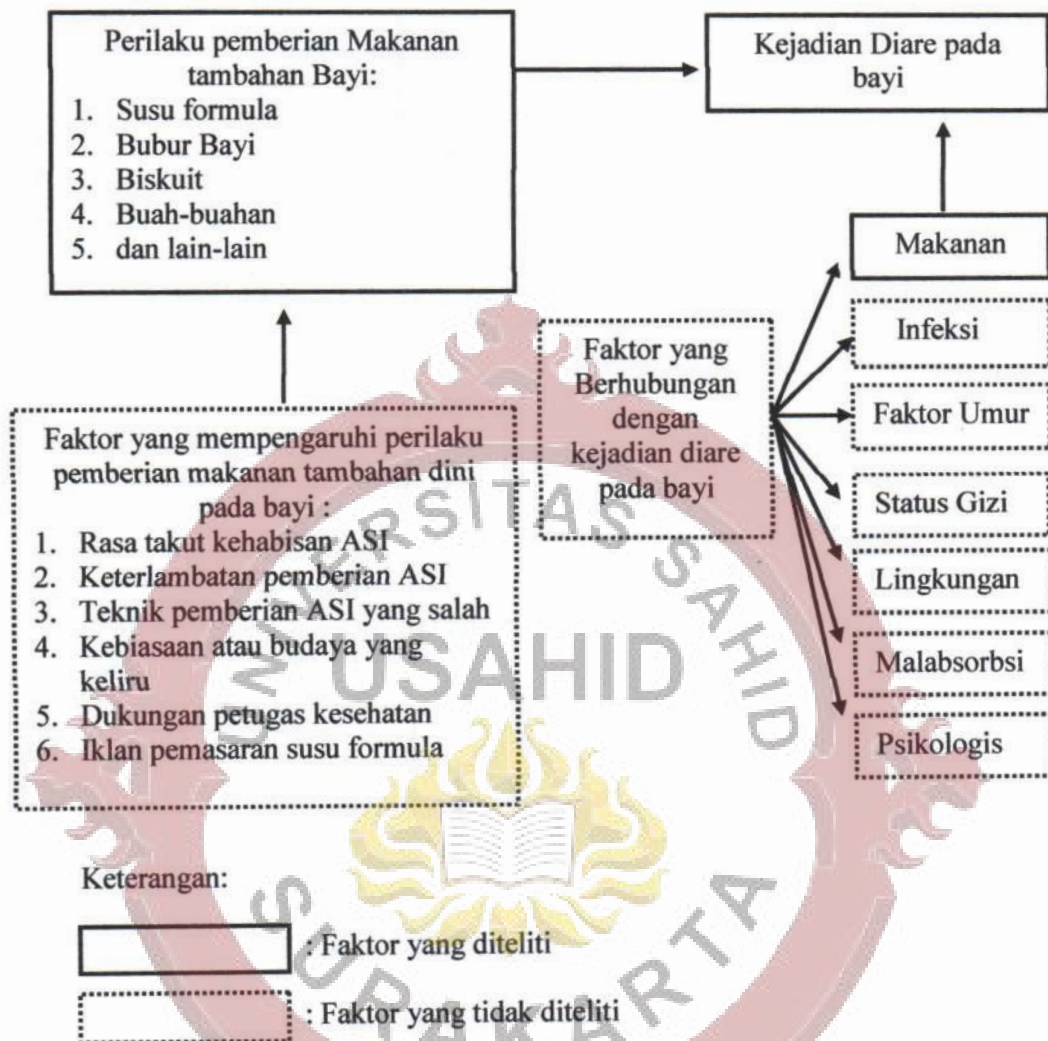 Perilaku pemberian Makanan
tambahan Bayi:
1. Susu formula
2. Bubur Bayi
3. Biskuit
4. Buah-buahan
5. dan lain-lain
Kejadian Diare pada
bayi
Makanan
Infeksi
Faktor Umur
Status Gizi
Lingkungan
Malabsorbsi
Psikologis
Faktor yang
Berhubungan
dengan
kejadian diare
pada bayi
Faktor yang mempengaruhi perilaku
pemberian makanan tambahan dini
pada bayi :
1. Rasa takut kehabisan ASI
2. Keterlambatan pemberian ASI
3. Teknik pemberian ASI yang salah
4. Kebiasaan atau budaya yang
keliru
5. Dukungan petugas kesehatan
6. Iklan pemasaran susu formula
Keterangan:
: Faktor yang diteliti
: Faktor yang tidak diteliti
UNIVERSITAS SAHID
USAHID
SURAKARTA